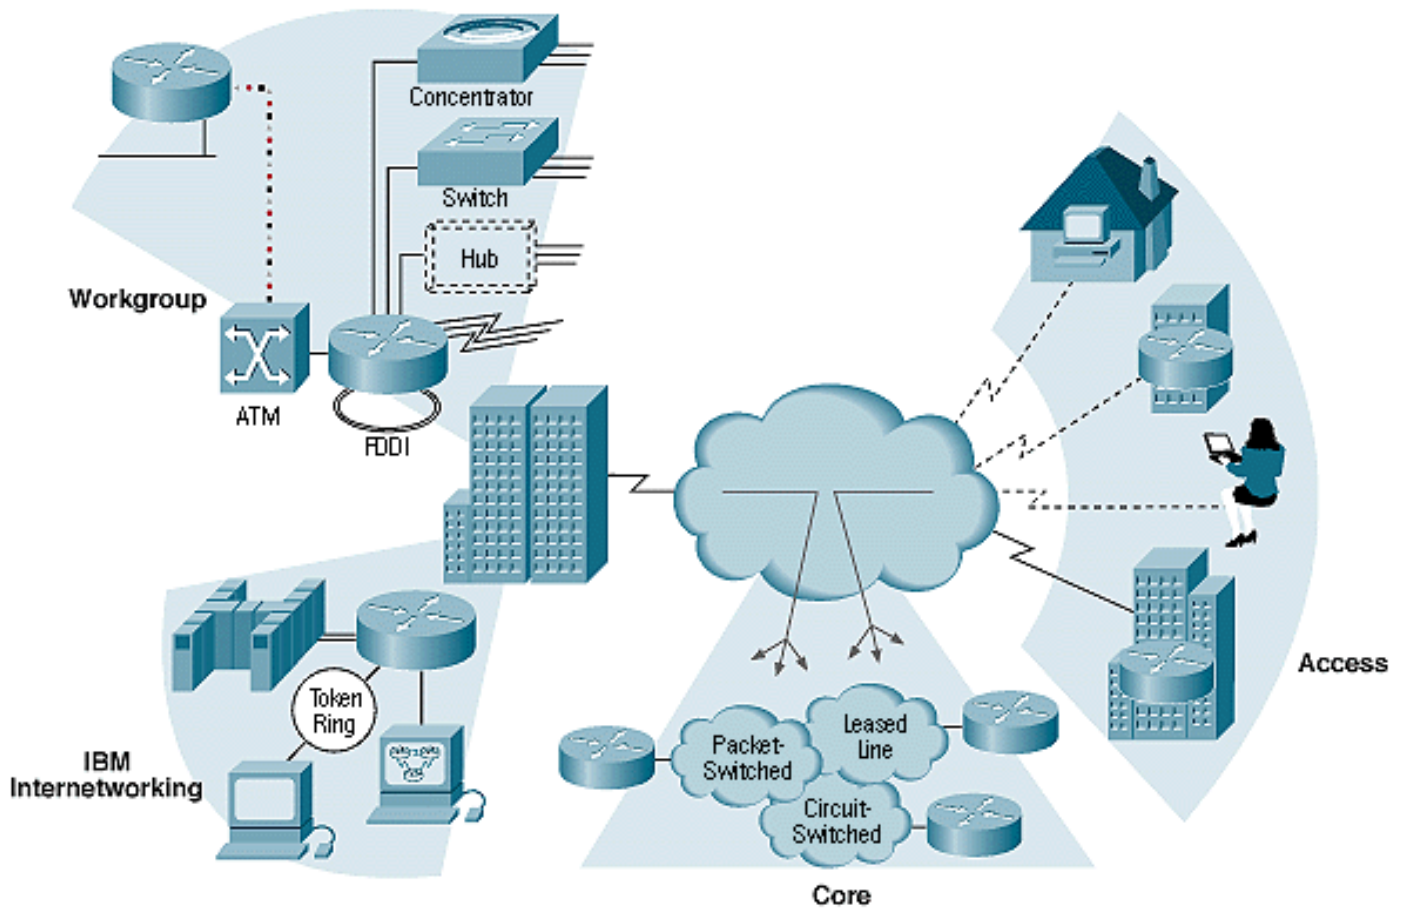 Concentrator
Switch
Hub
Workgroup
ATM
FDDI
Token
Ring
IBM
Internetworking
Packet-
Switched
Leased
Line
Circuit-
Switched
Core
Access